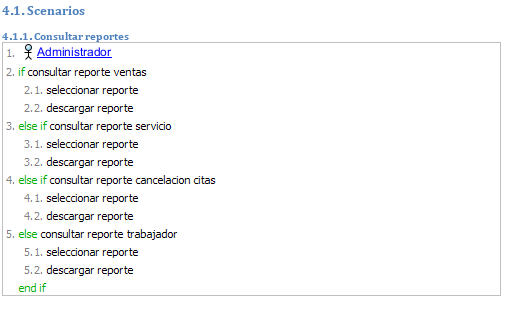 4.1. Scenarios
4.1.1. Consultar reportes
1. Administrador
2. if consultar reporte ventas
2.1. seleccionar reporte
2.2. descargar reporte
3. else if consultar reporte servicio
3.1. seleccionar reporte
3.2. descargar reporte
4. else if consultar reporte cancelacion citas
4.1. seleccionar reporte
4.2. descargar reporte
5. else consultar reporte trabajador
5.1. seleccionar reporte
5.2. descargar reporte
end if